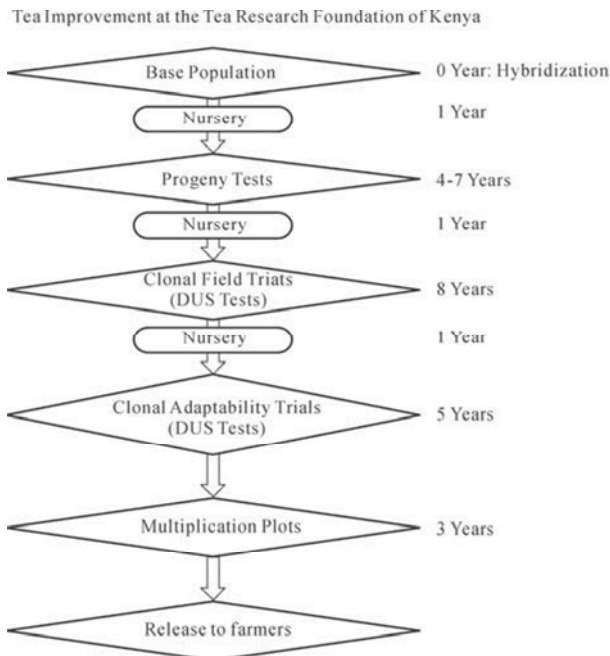 Tea Improvement at the Tea Research Foundation of Kenya
Base Population
0 Year: Hybridization
Nursery
1 Year
Progeny Tests
4-7 Years
Nursery
1 Year
Clonal Field Triats
(DUS Tests)
8 Years
Nursery
1 Year
Clonal Adaptability Trials
(DUS Tests)
5 Years
Multiplication Plots
3 Years
Release to farmers